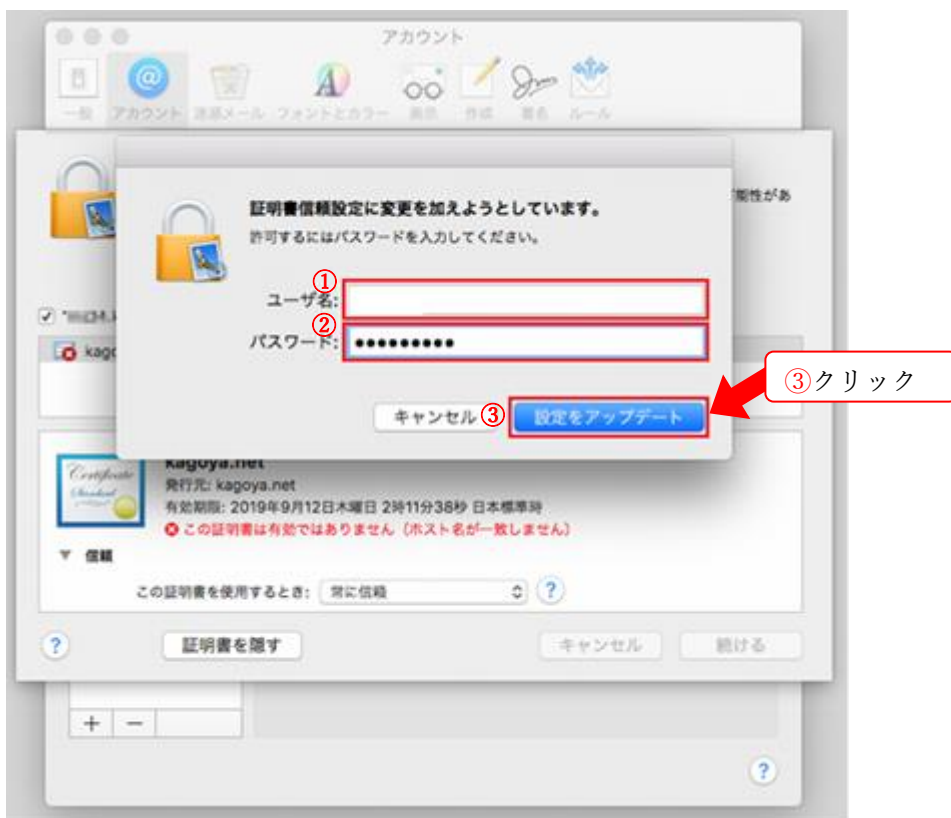 アカウント
一般 アカウント 迷惑メール フォントとカラー 表示 作成 署名 ルール
能性があ
証明書信頼設定に変更を加えようとしています。
許可するにはパスワードを入力してください。
①
ユーザ名:
②
パスワード: ●●●●●●●●●
kago
③クリック
キャンセル ③ 設定をアップデート
Certificate
Standard
kagoya.net
発行元: kagoya.net
有効期限: 2019年9月12日木曜日 2時11分38秒 日本標準時
この証明書は有効ではありません（ホスト名が一致しません）
▼ 信頼
この証明書を使用するとき: 常に信頼 ?
? 証明書を隠す キャンセル 続ける
+ −
?